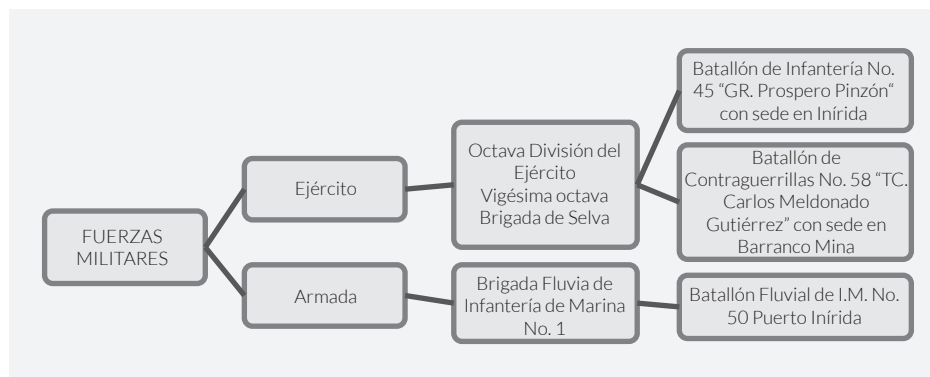 FUERZAS
MILITARES
Ejército
Armada
Octava División del
Ejército
Vigésima octava
Brigada de Selva
Brigada Fluvia de
Infantería de Marina
No. 1
Batallón de Infantería No.
45 “GR. Prospero Pinzón“
con sede en Inírida
Batallón de
Contraguerrillas No. 58 “TC.
Carlos Meldonado
Gutiérrez” con sede en
Barranco Mina
Batallón Fluvial de I.M. No.
50 Puerto Inírida